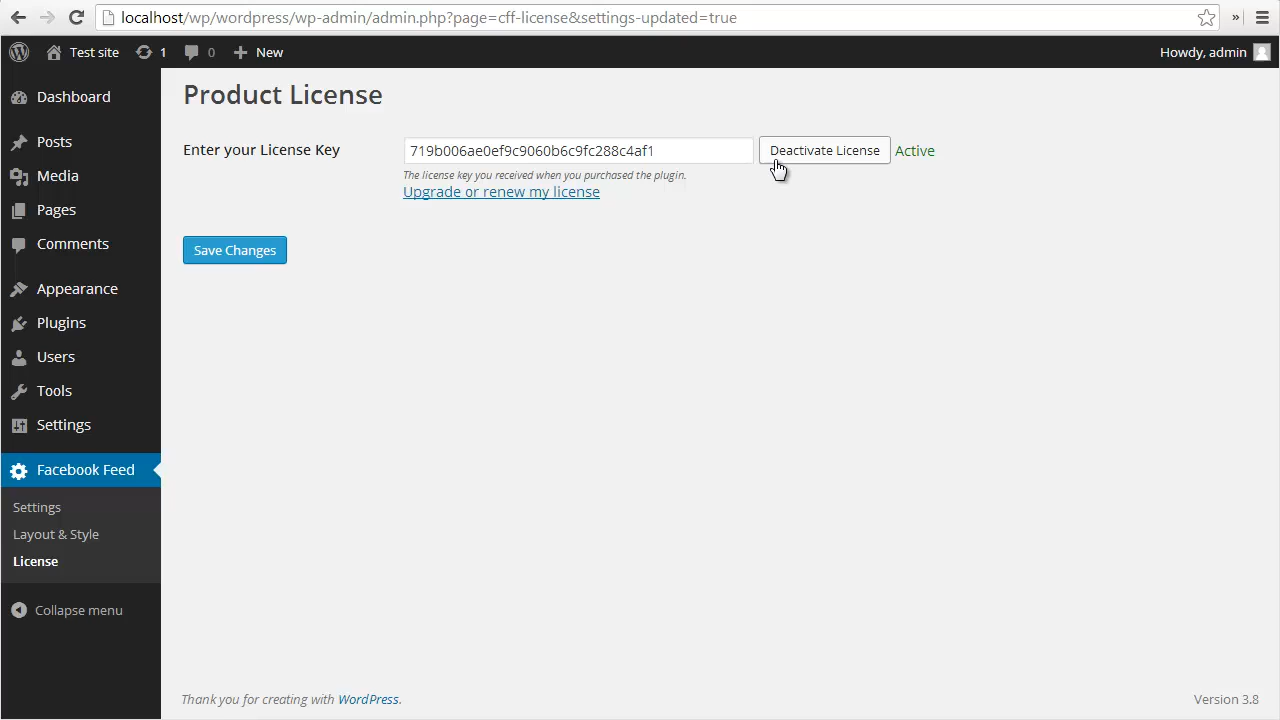 localhost/wp/wordpress/wp-admin/admin.php?page=cff-license&settings-updated=true »
Test site 1 0 New Howdy, admin
Dashboard
Posts
Media
Pages
Comments
Appearance
Plugins
Users
Tools
Settings
Facebook Feed
Settings
Layout & Style
License
Collapse menu
Product License
Enter your License Key 719b006ae0ef9c9060b6c9fc288c4af1 Deactivate License Active
The license key you received when you purchased the plugin.
Upgrade or renew my license
Save Changes
Thank you for creating with WordPress. Version 3.8